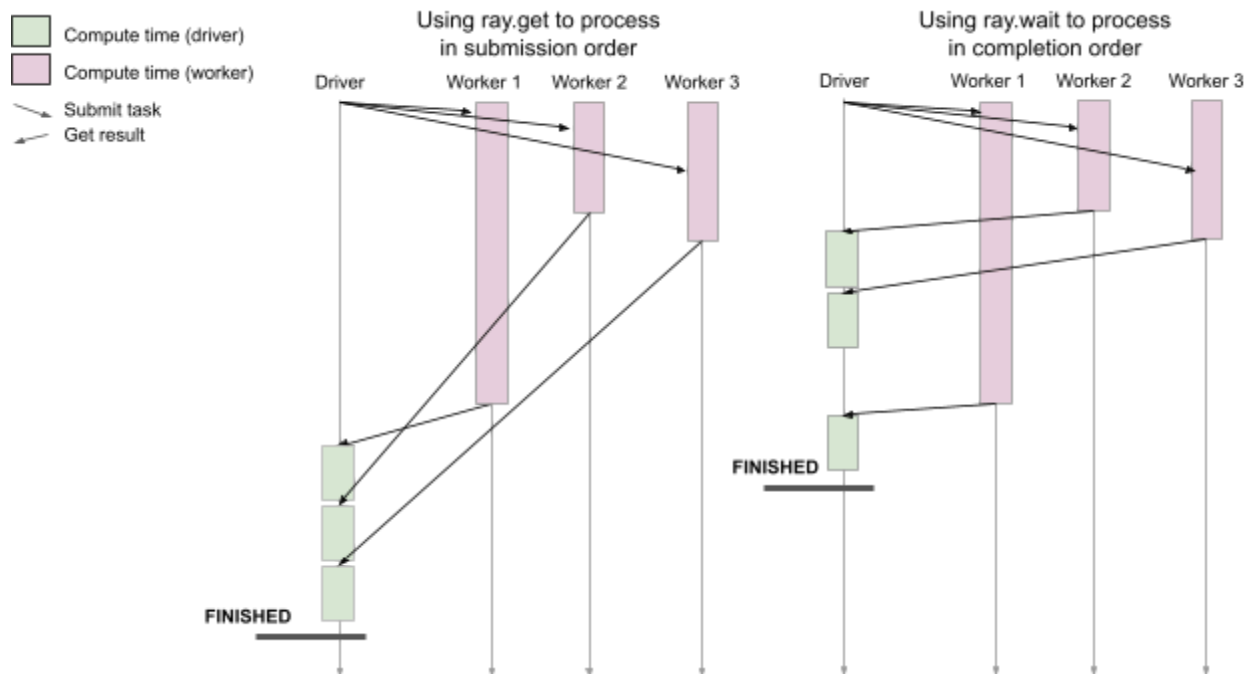 Compute time (driver)
Compute time (worker)
Submit task
Get result
Using ray.get to process
in submission order
Driver
Worker 1
Worker 2
Worker 3
FINISHED
Using ray.wait to process
in completion order
Driver
Worker 1
Worker 2
Worker 3
FINISHED